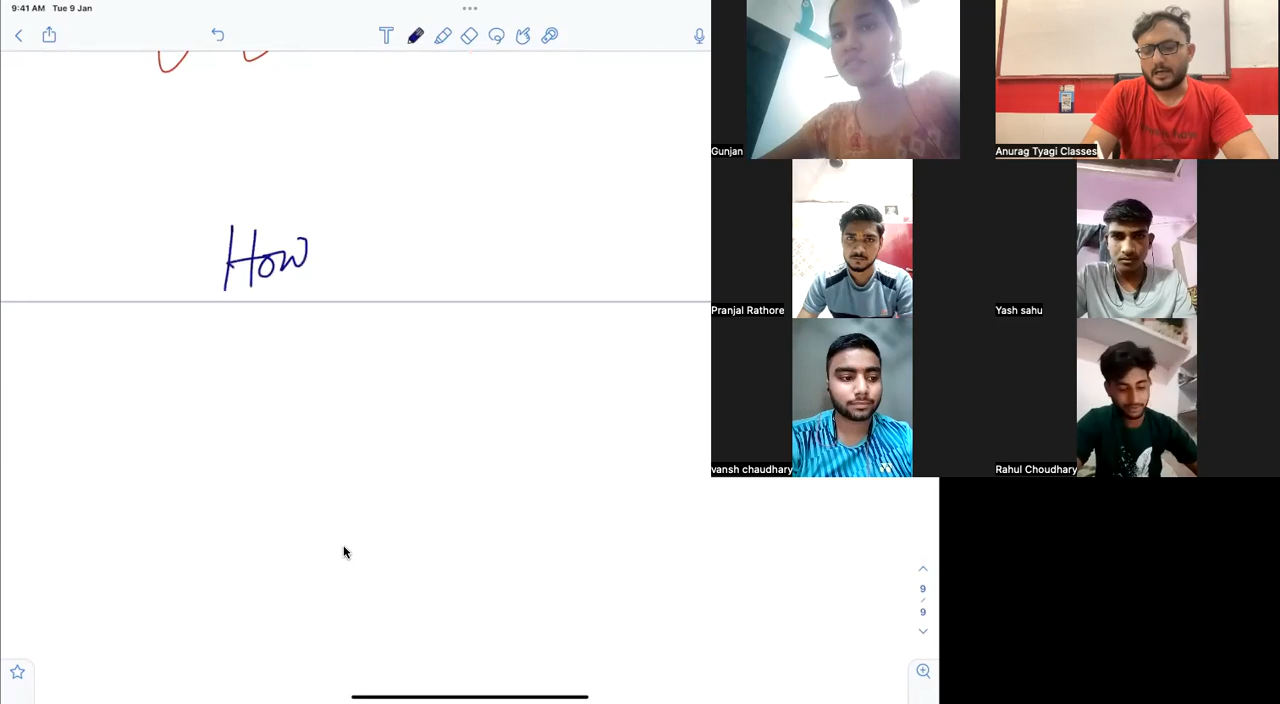 9:41 AM Tue 9 Jan
T
How
Gunjan
Anurag Tyagi Classes
Pranjal Rathore
Yash sahu
vansh chaudhary
Rahul Choudhary
9
/
9